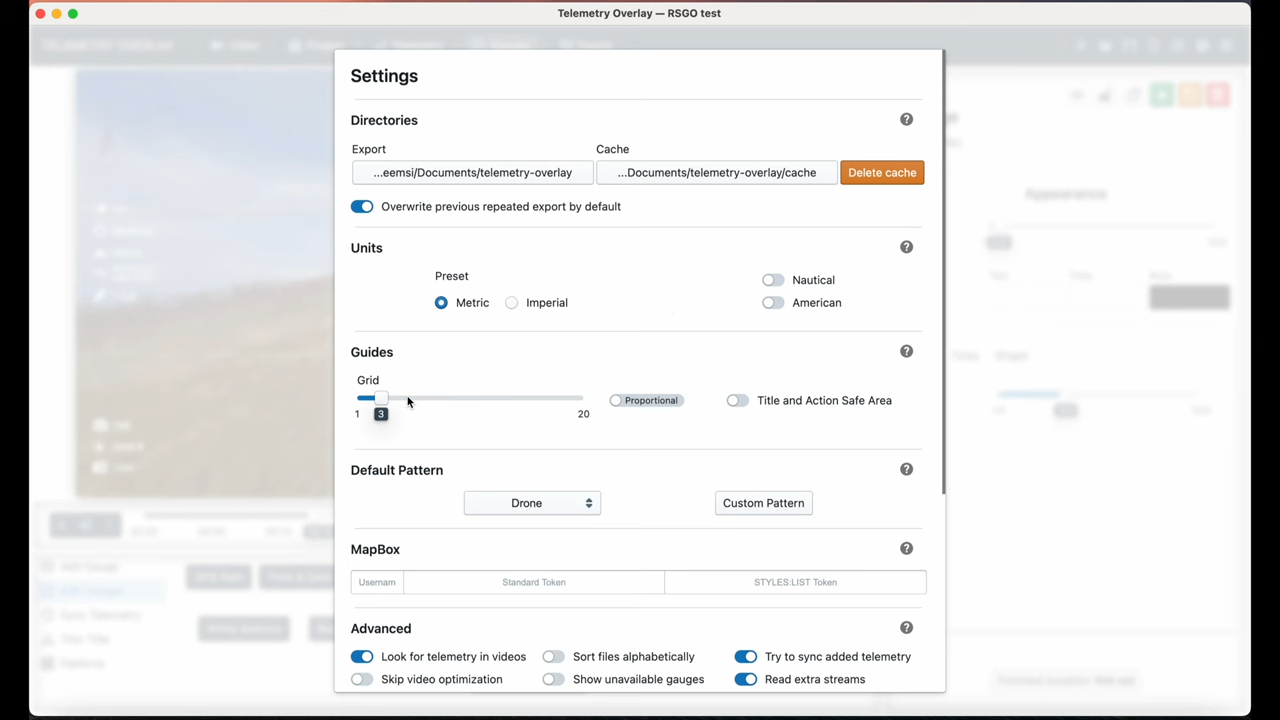 Telemetry Overlay — RSGO test
Settings
Directories
Export
Cache
...eemsi/Documents/telemetry-overlay
...Documents/telemetry-overlay/cache
Delete cache
Overwrite previous repeated export by default
Units
Preset
Metric
Imperial
Nautical
American
Guides
Grid
1
3
20
Proportional
Title and Action Safe Area
Default Pattern
Drone
Custom Pattern
MapBox
Usernam
Standard Token
STYLES:LIST Token
Advanced
Look for telemetry in videos
Sort files alphabetically
Try to sync added telemetry
Skip video optimization
Show unavailable gauges
Read extra streams
Appearance